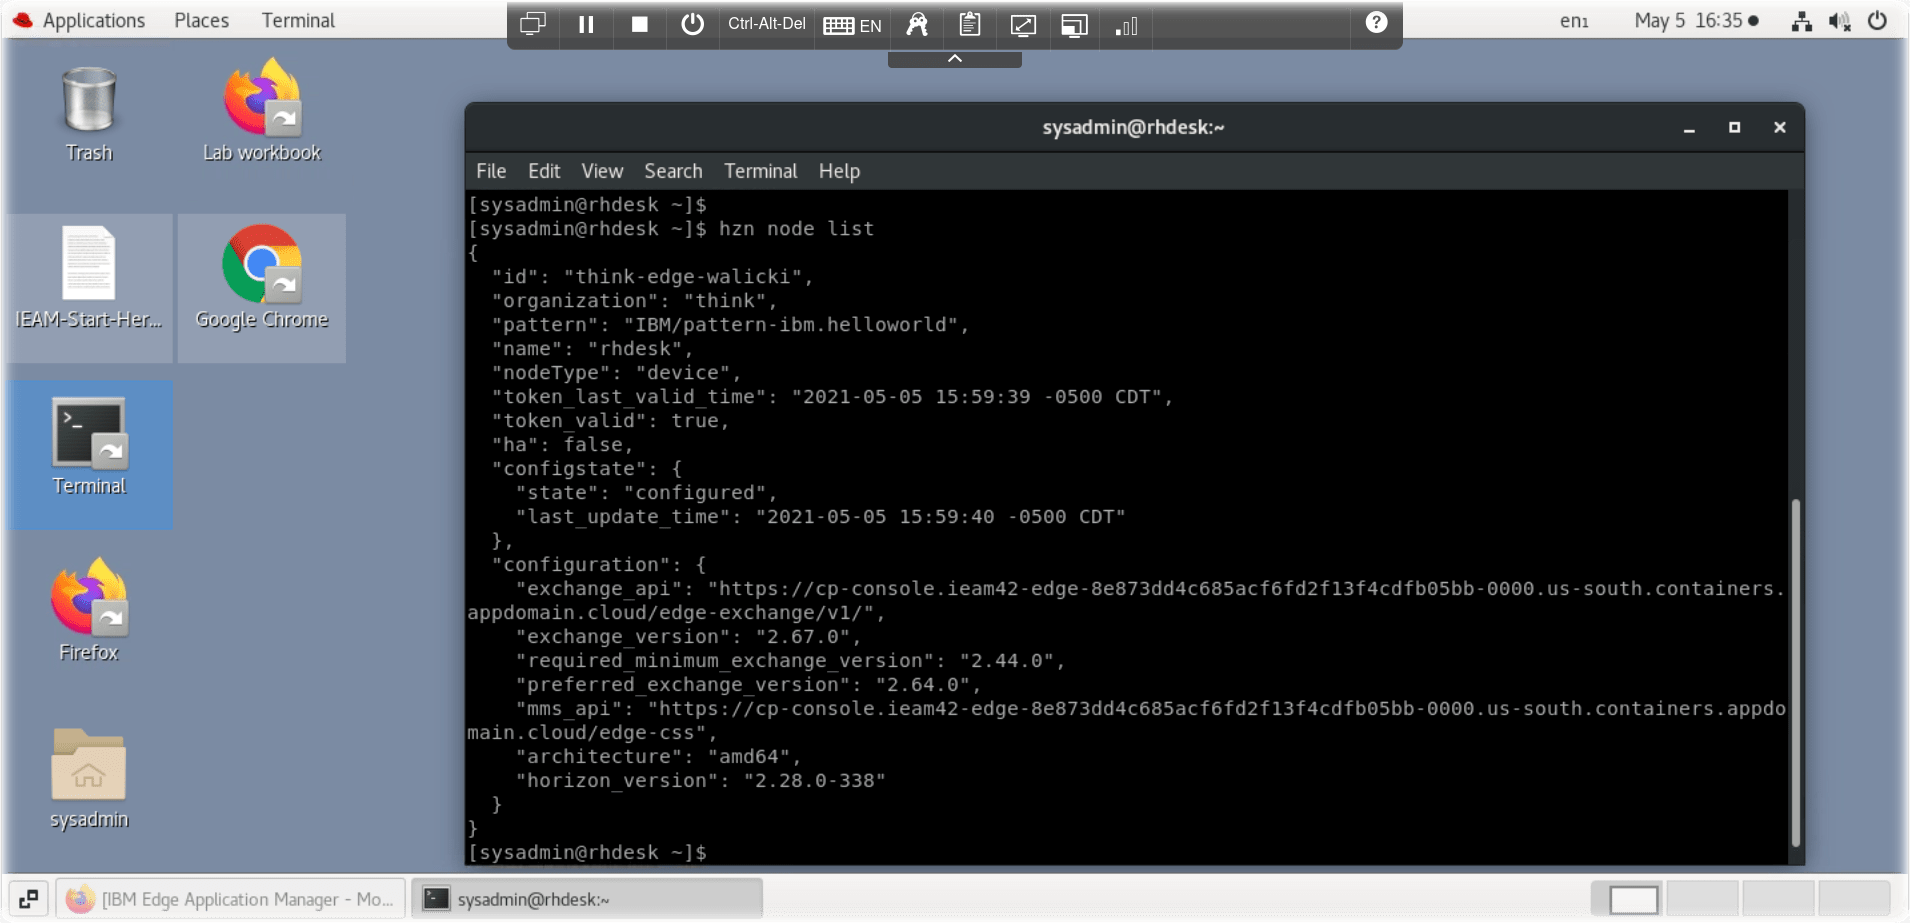 Applications Places Terminal
Ctrl-Alt-Del EN ?
en₁ May 5 16:35
Trash
Lab workbook
IEAM-Start-Her...
Google Chrome
Terminal
Firefox
sysadmin
sysadmin@rhdesk:~
File Edit View Search Terminal Help
[sysadmin@rhdesk ~]$
[sysadmin@rhdesk ~]$ hzn node list
{
  "id": "think-edge-walicki",
  "organization": "think",
  "pattern": "IBM/pattern-ibm.helloworld",
  "name": "rhdesk",
  "nodeType": "device",
  "token_last_valid_time": "2021-05-05 15:59:39 -0500 CDT",
  "token_valid": true,
  "ha": false,
  "configstate": {
    "state": "configured",
    "last_update_time": "2021-05-05 15:59:40 -0500 CDT"
  },
  "configuration": {
    "exchange_api": "https://cp-console.ieam42-edge-8e873dd4c685acf6fd2f13f4cdfb05bb-0000.us-south.containers.
appdomain.cloud/edge-exchange/v1/",
    "exchange_version": "2.67.0",
    "required_minimum_exchange_version": "2.44.0",
    "preferred_exchange_version": "2.64.0",
    "mms_api": "https://cp-console.ieam42-edge-8e873dd4c685acf6fd2f13f4cdfb05bb-0000.us-south.containers.appdo
main.cloud/edge-css",
    "architecture": "amd64",
    "horizon_version": "2.28.0-338"
  }
}
[sysadmin@rhdesk ~]$
[IBM Edge Application Manager - Mo...
sysadmin@rhdesk:~